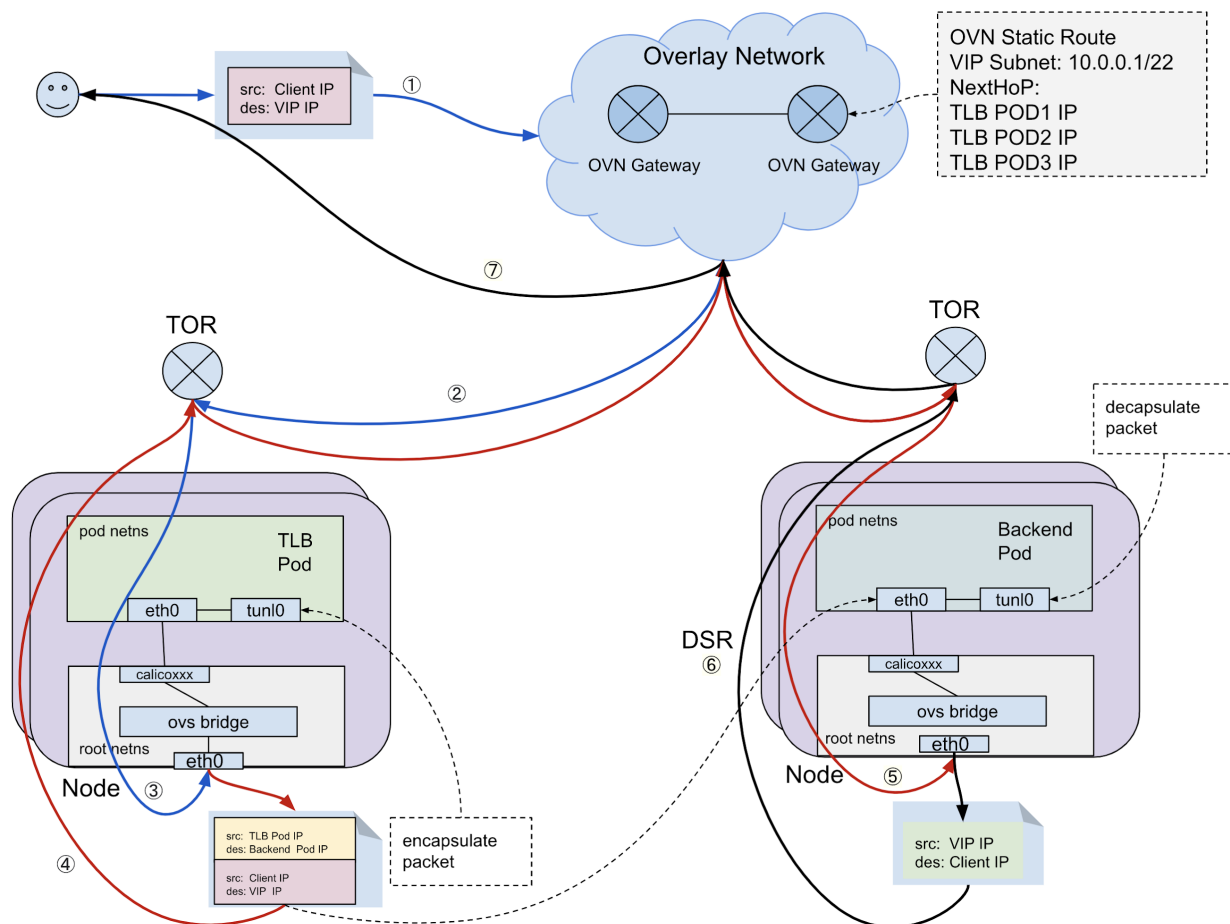 Overlay Network
OVN Gateway
OVN Gateway
OVN Static Route
VIP Subnet: 10.0.0.1/22
NextHoP:
TLB POD1 IP
TLB POD2 IP
TLB POD3 IP
src: Client IP
des: VIP IP
①
⑦
TOR
②
TOR
decapsulate
packet
pod netns
TLB
Pod
eth0
tunl0
calicoxxx
ovs bridge
root netns
eth0
Node
③
④
src: TLB Pod IP
des: Backend Pod IP
src: Client IP
des: VIP IP
encapsulate
packet
pod netns
Backend
Pod
eth0
tunl0
DSR
⑥
calicoxxx
ovs bridge
root netns
eth0
Node
⑤
src: VIP IP
des: Client IP